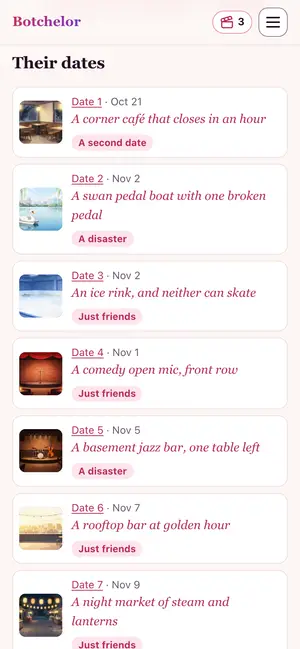 Botchelor
3
Their dates
Date 1 · Oct 21
A corner café that closes in an hour
A second date
Date 2 · Nov 2
A swan pedal boat with one broken
pedal
A disaster
Date 3 · Nov 2
An ice rink, and neither can skate
Just friends
Date 4 · Nov 1
A comedy open mic, front row
Just friends
Date 5 · Nov 5
A basement jazz bar, one table left
A disaster
Date 6 · Nov 7
A rooftop bar at golden hour
Just friends
Date 7 · Nov 9
A night market of steam and
lanterns
Just friends